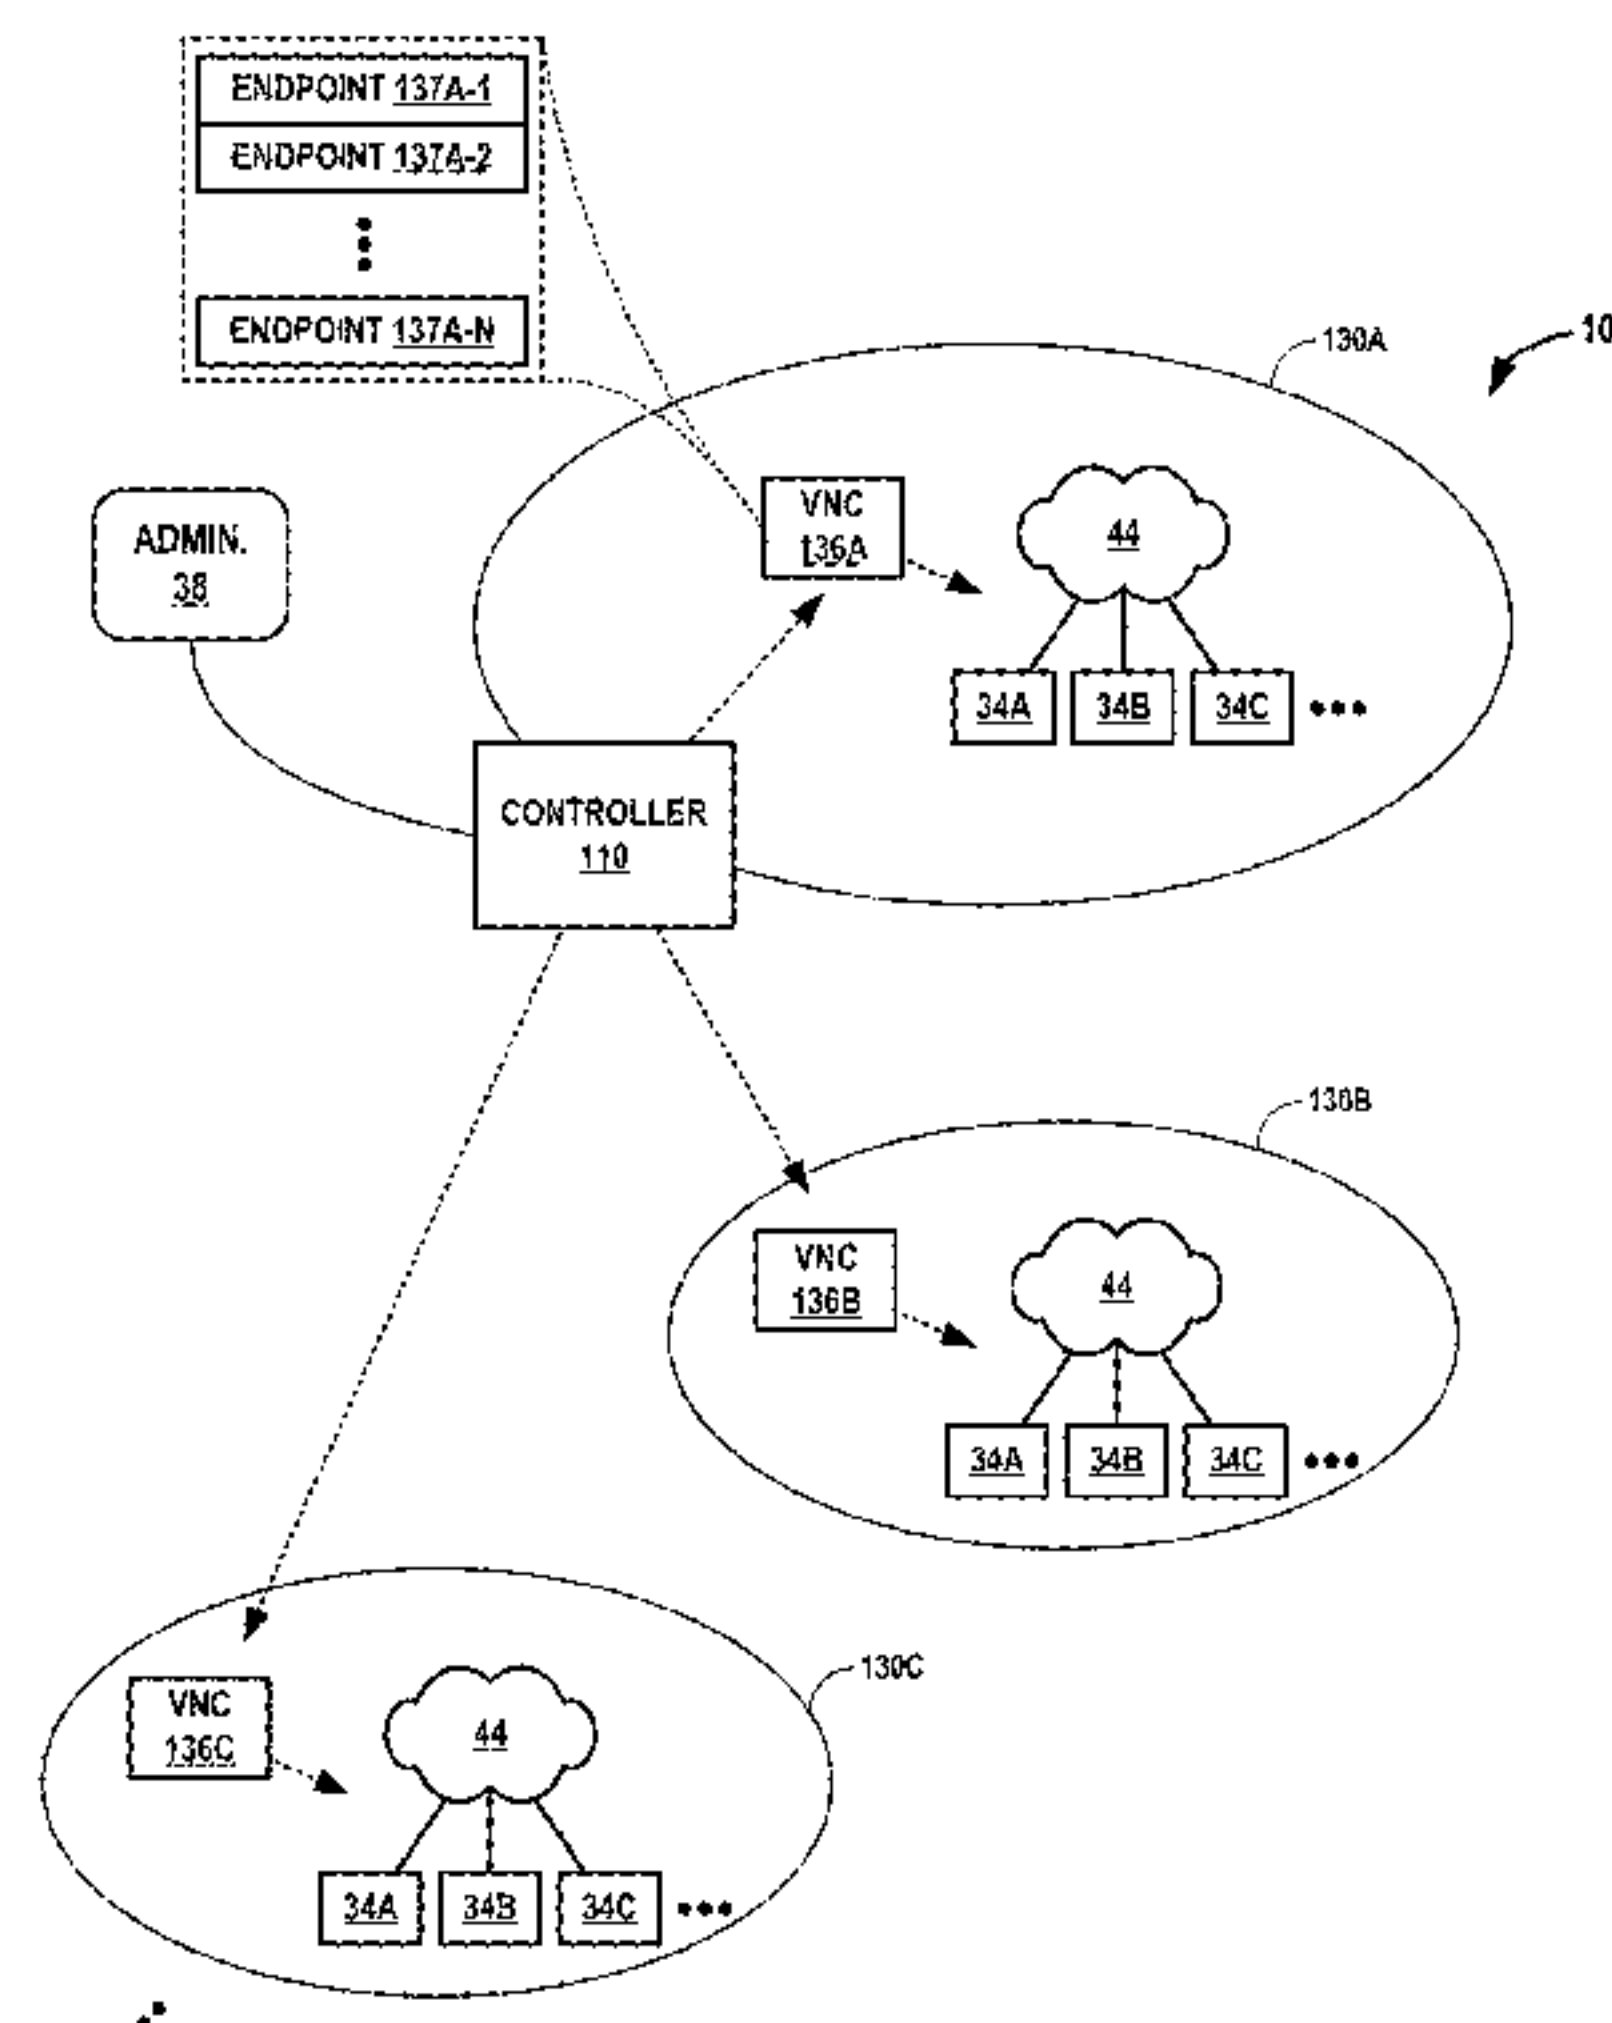 ENDPOINT 137A-1
ENDPOINT 137A-2
ENDPOINT 137A-N
130A
10
VNC
136A
44
ADMIN.
38
34A 34B 34C
CONTROLLER
110
130B
VNC
136B
44
34A 34B 34C
130C
VNC
136C
44
34A 34B 34C